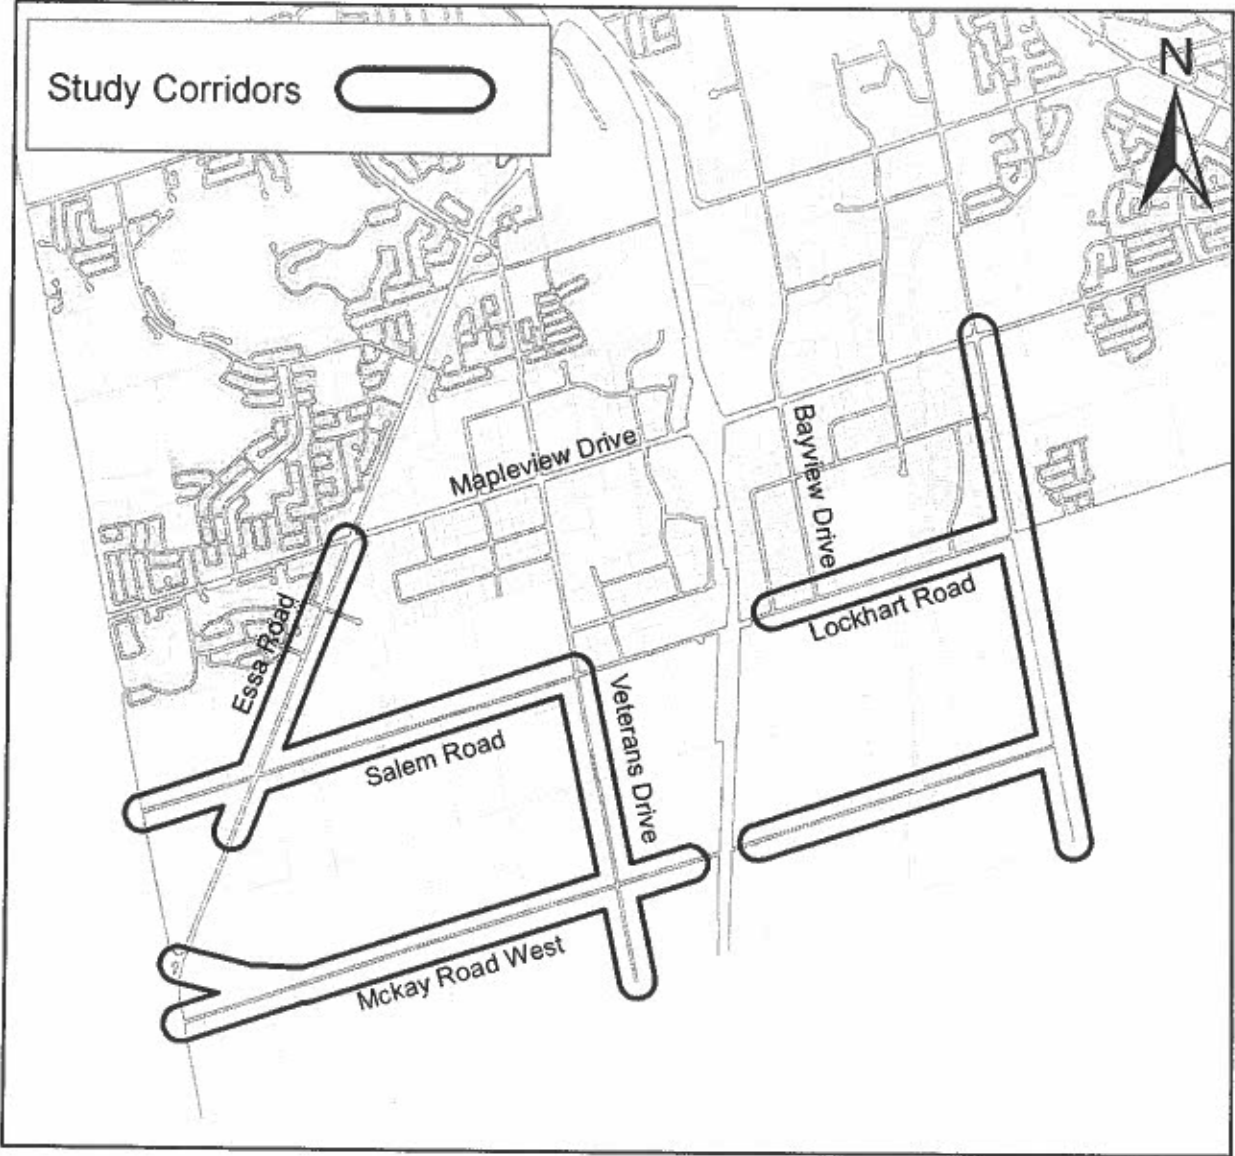 Study Corridors
N
Mapleview Drive
Bayview Drive
Essa Road
Lockhart Road
Salem Road
Veterans Drive
Mckay Road West